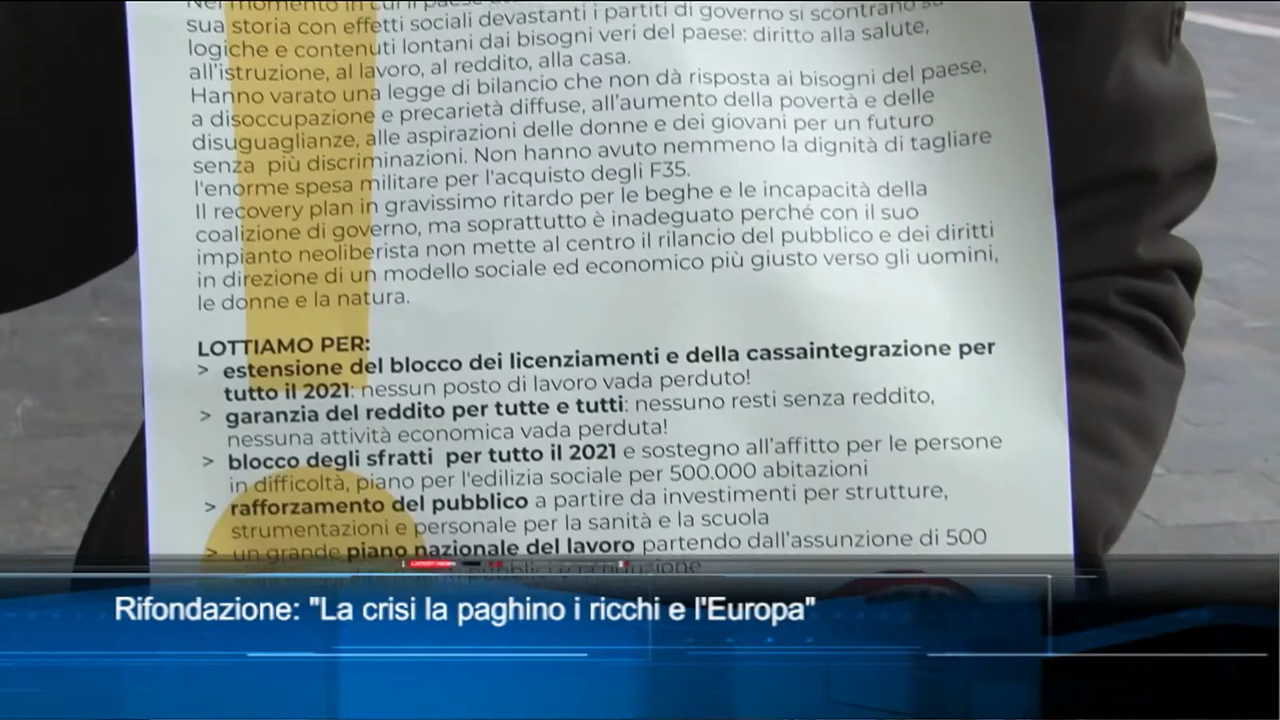 Nel momento in cui il paese
sua storia con effetti sociali devastanti i partiti di governo si scontrano su
logiche e contenuti lontani dai bisogni veri del paese: diritto alla salute,
all'istruzione, al lavoro, al reddito, alla casa.
Hanno varato una legge di bilancio che non dà risposta ai bisogni del paese,
a disoccupazione e precarietà diffuse, all'aumento della povertà e delle
disuguaglianze, alle aspirazioni delle donne e dei giovani per un futuro
senza più discriminazioni. Non hanno avuto nemmeno la dignità di tagliare
l'enorme spesa militare per l'acquisto degli F35.
Il recovery plan in gravissimo ritardo per le beghe e le incapacità della
coalizione di governo, ma soprattutto è inadeguato perché con il suo
impianto neoliberista non mette al centro il rilancio del pubblico e dei diritti
in direzione di un modello sociale ed economico più giusto verso gli uomini,
le donne e la natura.
LOTTIAMO PER:
> estensione del blocco dei licenziamenti e della cassaintegrazione per
tutto il 2021: nessun posto di lavoro vada perduto!
> garanzia del reddito per tutte e tutti: nessuno resti senza reddito,
nessuna attività economica vada perduta!
> blocco degli sfratti per tutto il 2021 e sostegno all'affitto per le persone
in difficoltà, piano per l'edilizia sociale per 500.000 abitazioni
> rafforzamento del pubblico a partire da investimenti per strutture,
strumentazioni e personale per la sanità e la scuola
> un grande piano nazionale del lavoro partendo dall'assunzione di 500
LATEST NEWS
Rifondazione: "La crisi la paghino i ricchi e l'Europa"